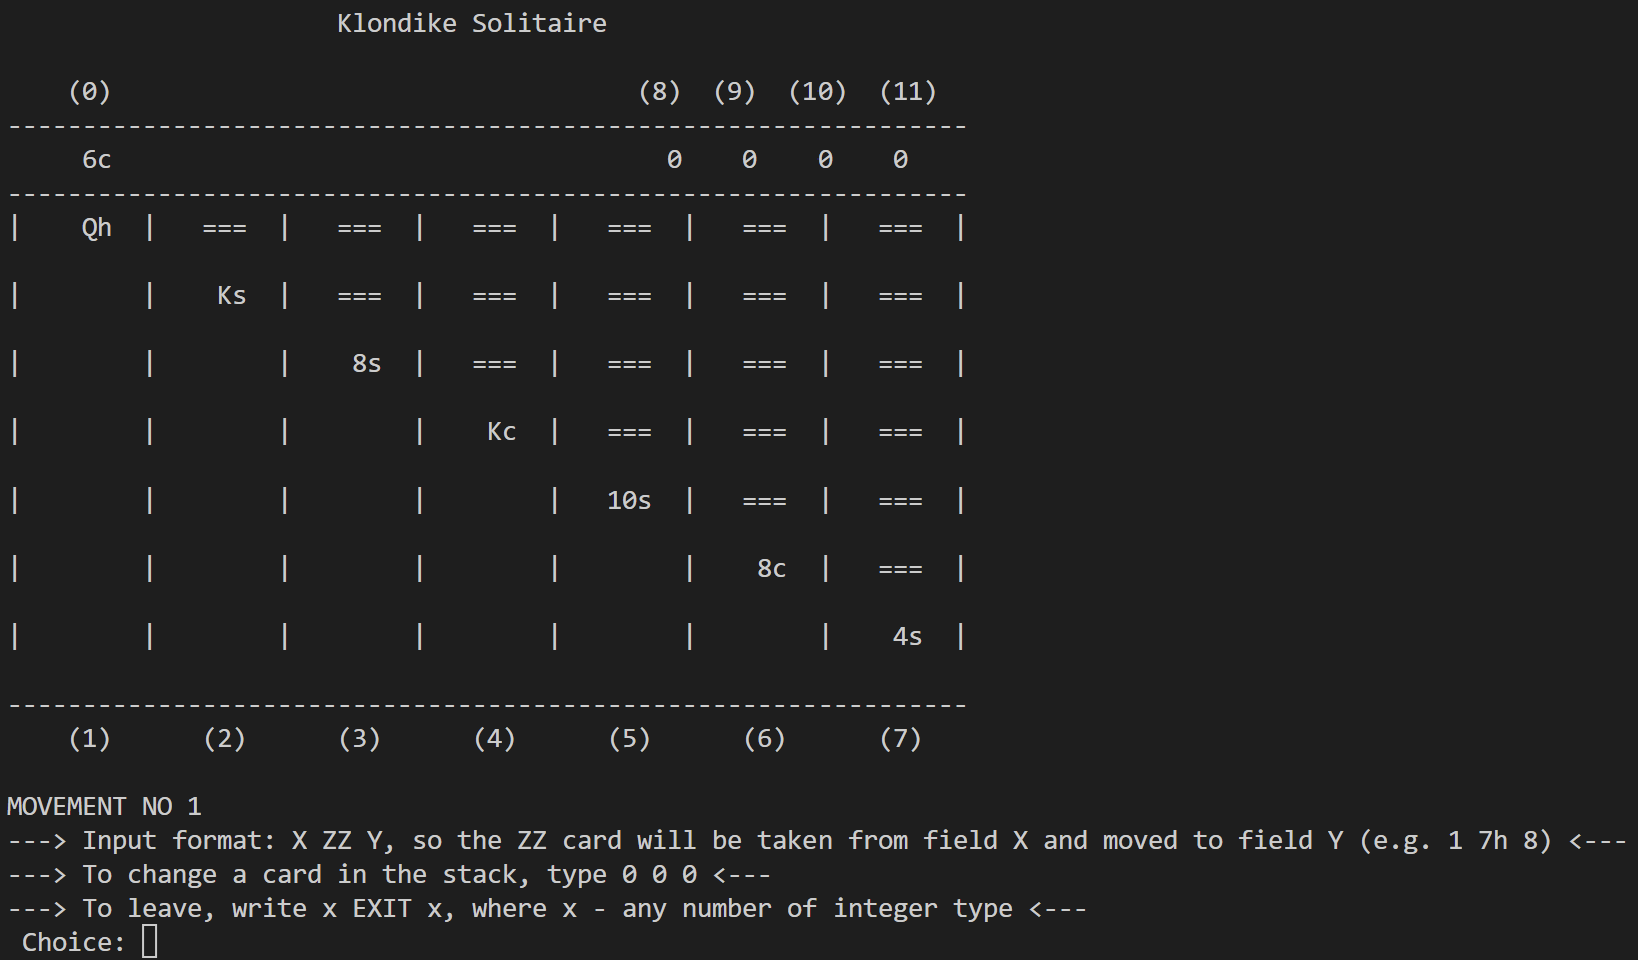 Klondike Solitaire
(0) (8) (9) (10) (11)
-----------------------------------------------------------------
6c 0 0 0 0
-----------------------------------------------------------------
| Qh | === | === | === | === | === | === |
| | Ks | === | === | === | === | === |
| | | 8s | === | === | === | === |
| | | | Kc | === | === | === |
| | | | | 10s | === | === |
| | | | | | 8c | === |
| | | | | | | 4s |
-----------------------------------------------------------------
(1) (2) (3) (4) (5) (6) (7)
MOVEMENT NO 1
---> Input format: X ZZ Y, so the ZZ card will be taken from field X and moved to field Y (e.g. 1 7h 8) <---
---> To change a card in the stack, type 0 0 0 <---
---> To leave, write x EXIT x, where x - any number of integer type <---
Choice: